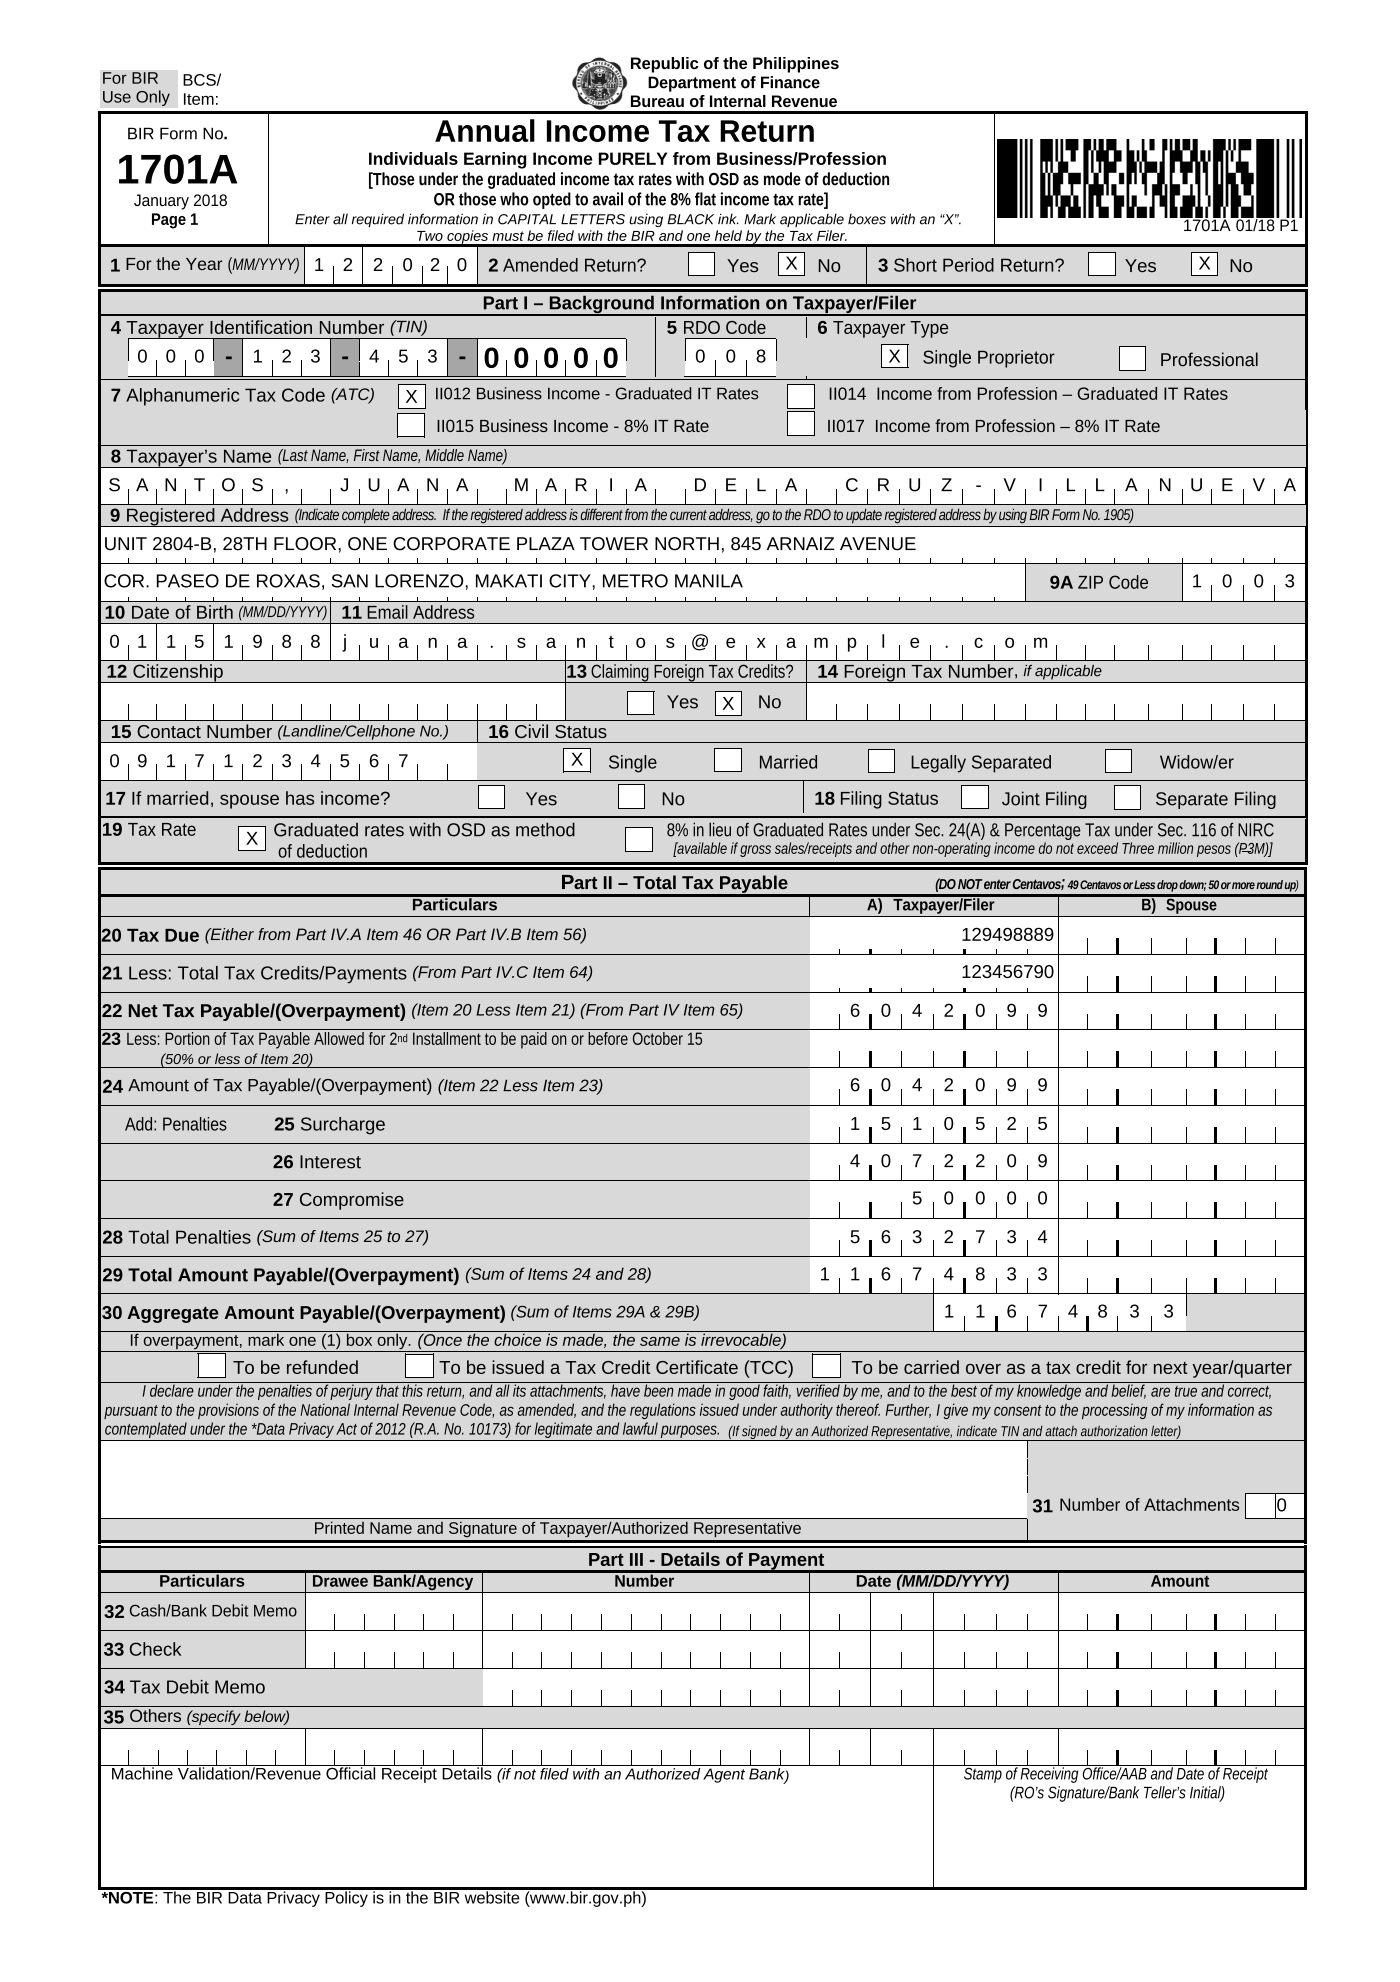 For BIR Use Only BCS/ Item:
Republic of the Philippines
Department of Finance
Bureau of Internal Revenue
BIR Form No.
1701A
January 2018
Page 1
Annual Income Tax Return
Individuals Earning Income PURELY from Business/Profession
[Those under the graduated income tax rates with OSD as mode of deduction
OR those who opted to avail of the 8% flat income tax rate]
Enter all required information in CAPITAL LETTERS using BLACK ink. Mark applicable boxes with an “X”.
Two copies must be filed with the BIR and one held by the Tax Filer.
1701A 01/18 P1
1 For the Year (MM/YYYY) 1 2 2 0 2 0 2 Amended Return? Yes X No 3 Short Period Return? Yes X No
Part I – Background Information on Taxpayer/Filer
4 Taxpayer Identification Number (TIN) 5 RDO Code 6 Taxpayer Type
0 0 0 - 1 2 3 - 4 5 3 - 0 0 0 0 0 0 0 8 X Single Proprietor Professional
7 Alphanumeric Tax Code (ATC) X II012 Business Income - Graduated IT Rates II014 Income from Profession – Graduated IT Rates
II015 Business Income - 8% IT Rate II017 Income from Profession – 8% IT Rate
8 Taxpayer’s Name (Last Name, First Name, Middle Name)
SANTOS, JUANA MARIA DELA CRUZ-VILLANUEVA
9 Registered Address (Indicate complete address. If the registered address is different from the current address, go to the RDO to update registered address by using BIR Form No. 1905)
UNIT 2804-B, 28TH FLOOR, ONE CORPORATE PLAZA TOWER NORTH, 845 ARNAIZ AVENUE
COR. PASEO DE ROXAS, SAN LORENZO, MAKATI CITY, METRO MANILA 9A ZIP Code 1 0 0 3
10 Date of Birth (MM/DD/YYYY) 11 Email Address
0 1 1 5 1 9 8 8 juana.santos@example.com
12 Citizenship 13 Claiming Foreign Tax Credits? 14 Foreign Tax Number, if applicable
Yes X No
15 Contact Number (Landline/Cellphone No.) 16 Civil Status
0 9 1 7 1 2 3 4 5 6 7 X Single Married Legally Separated Widow/er
17 If married, spouse has income? Yes No 18 Filing Status Joint Filing Separate Filing
19 Tax Rate X Graduated rates with OSD as method 8% in lieu of Graduated Rates under Sec. 24(A) & Percentage Tax under Sec. 116 of NIRC
of deduction [available if gross sales/receipts and other non-operating income do not exceed Three million pesos (P3M)]
Part II – Total Tax Payable (DO NOT enter Centavos; 49 Centavos or Less drop down; 50 or more round up)
Particulars A) Taxpayer/Filer B) Spouse
20 Tax Due (Either from Part IV.A Item 46 OR Part IV.B Item 56) 129498889
21 Less: Total Tax Credits/Payments (From Part IV.C Item 64) 123456790
22 Net Tax Payable/(Overpayment) (Item 20 Less Item 21) (From Part IV Item 65) 6 0 4 2 0 9 9
23 Less: Portion of Tax Payable Allowed for 2nd Installment to be paid on or before October 15
(50% or less of Item 20)
24 Amount of Tax Payable/(Overpayment) (Item 22 Less Item 23) 6 0 4 2 0 9 9
Add: Penalties 25 Surcharge 1 5 1 0 5 2 5
26 Interest 4 0 7 2 2 0 9
27 Compromise 5 0 0 0 0
28 Total Penalties (Sum of Items 25 to 27) 5 6 3 2 7 3 4
29 Total Amount Payable/(Overpayment) (Sum of Items 24 and 28) 1 1 6 7 4 8 3 3
30 Aggregate Amount Payable/(Overpayment) (Sum of Items 29A & 29B) 1 1 6 7 4 8 3 3
If overpayment, mark one (1) box only. (Once the choice is made, the same is irrevocable)
To be refunded To be issued a Tax Credit Certificate (TCC) To be carried over as a tax credit for next year/quarter
I declare under the penalties of perjury that this return, and all its attachments, have been made in good faith, verified by me, and to the best of my knowledge and belief, are true and correct,
pursuant to the provisions of the National Internal Revenue Code, as amended, and the regulations issued under authority thereof. Further, I give my consent to the processing of my information as
contemplated under the *Data Privacy Act of 2012 (R.A. No. 10173) for legitimate and lawful purposes. (If signed by an Authorized Representative, indicate TIN and attach authorization letter)
31 Number of Attachments 0
Printed Name and Signature of Taxpayer/Authorized Representative
Part III - Details of Payment
Particulars Drawee Bank/Agency Number Date (MM/DD/YYYY) Amount
32 Cash/Bank Debit Memo
33 Check
34 Tax Debit Memo
35 Others (specify below)
Machine Validation/Revenue Official Receipt Details (if not filed with an Authorized Agent Bank) Stamp of Receiving Office/AAB and Date of Receipt
(RO’s Signature/Bank Teller’s Initial)
*NOTE: The BIR Data Privacy Policy is in the BIR website (www.bir.gov.ph)